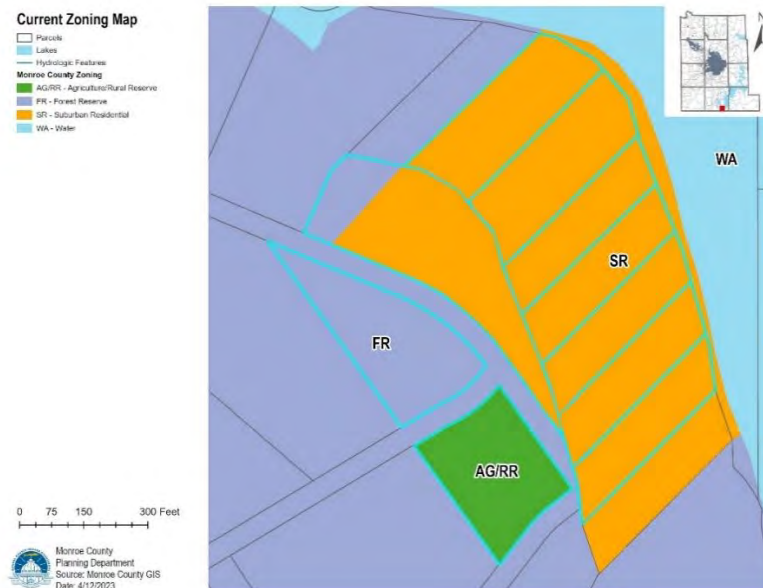 Current Zoning Map
Parcels
Lakes
Hydrologic Features
Monroe County Zoning
AG/RR - Agriculture/Rural Reserve
FR - Forest Reserve
SR - Suburban Residential
WA - Water
N
WA
SR
FR
AG/RR
0 75 150 300 Feet
Monroe County
Planning Department
Source: Monroe County GIS
Date: 4/12/2023